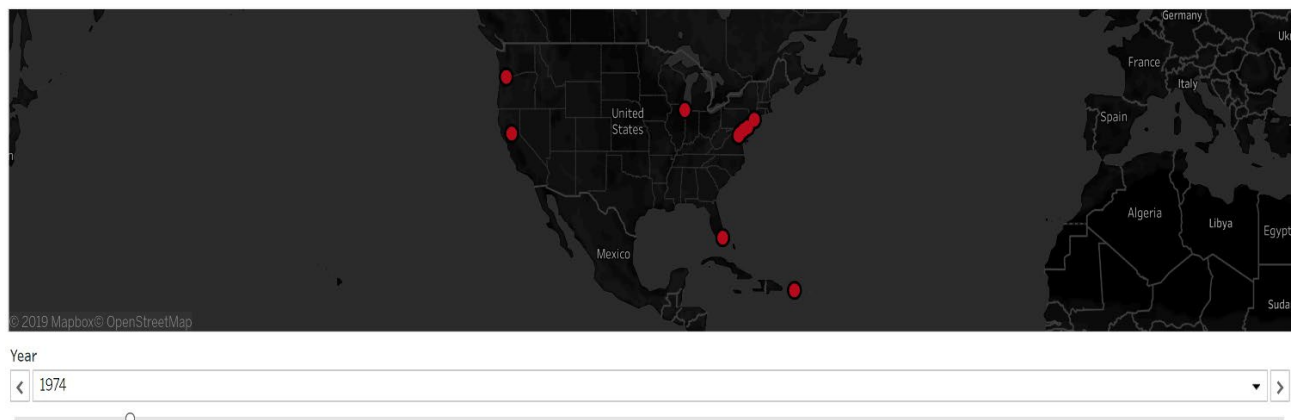 Germany
Ukr
France
Italy
United
States
Spain
n
Algeria
Libya
Egypt
Mexico
Suda
© 2019 Mapbox© OpenStreetMap
Year
1974